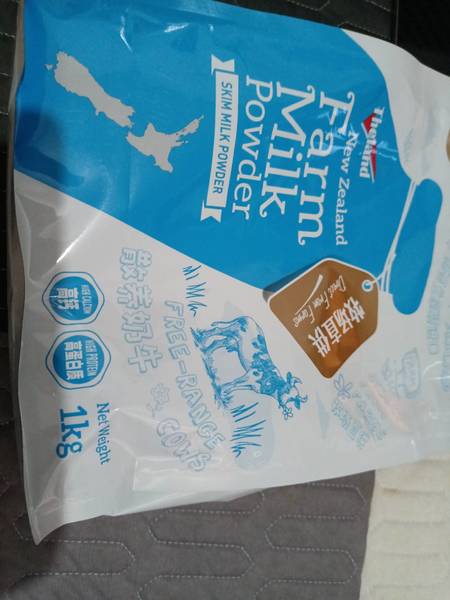 Theland
New Zealand
Farm
Milk
Powder
SKIM MILK POWDER
牧场直供
Direct From Farms
散养奶牛
FREE-RANGE
COWS
HIGH CALCIUM
高钙
HIGH PROTEIN
高蛋白质
Net Weight
1kg